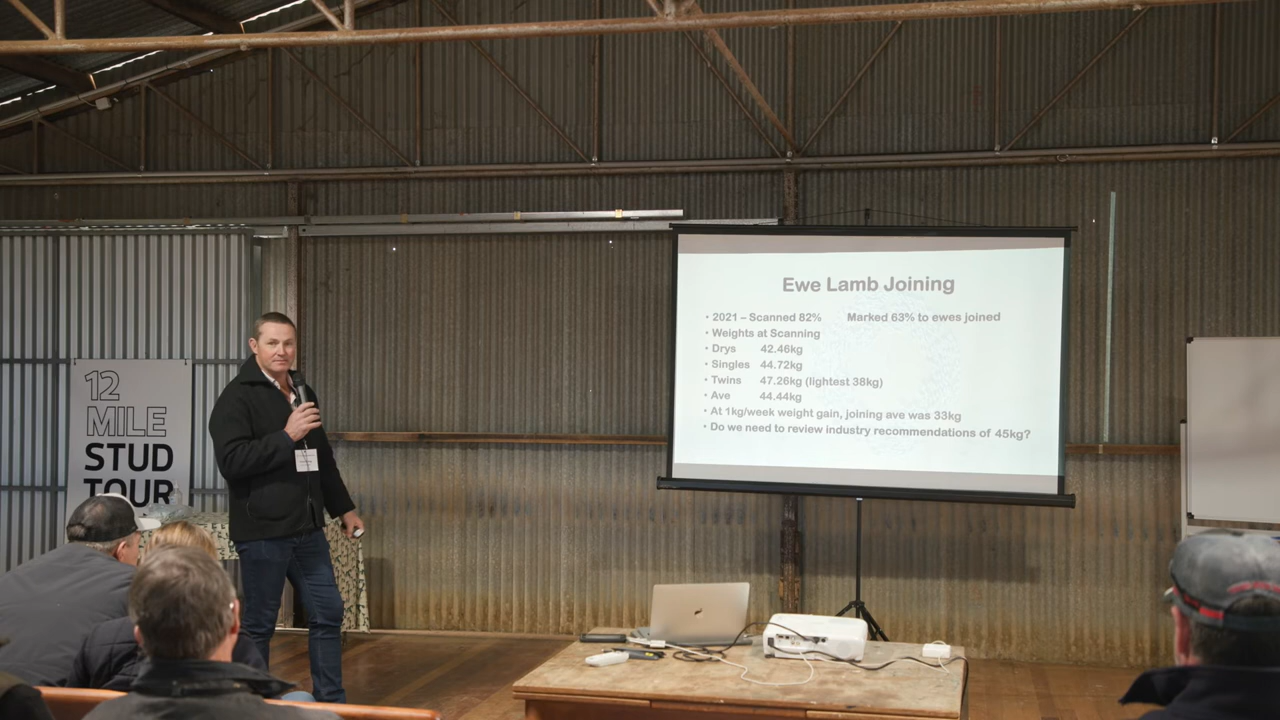 12
MILE
STUD
TOUR
Ewe Lamb Joining
• 2021 – Scanned 82% Marked 63% to ewes joined
• Weights at Scanning
• Drys 42.46kg
• Singles 44.72kg
• Twins 47.26kg (lightest 38kg)
• Ave 44.44kg
• At 1kg/week weight gain, joining ave was 33kg
• Do we need to review industry recommendations of 45kg?